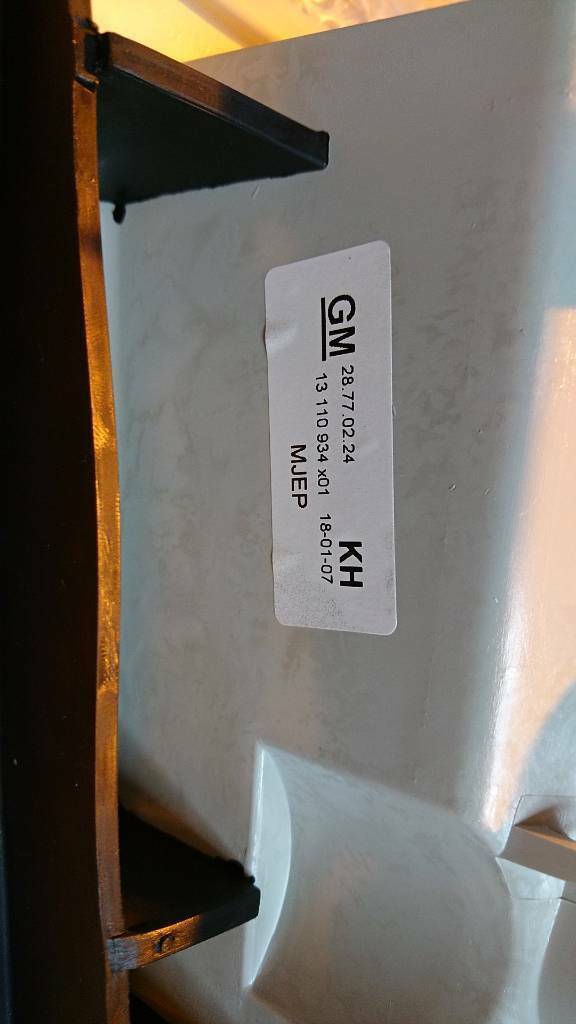 GM 28.77.02.24 KH
13 110 934 x01 18-01-07
MJEP